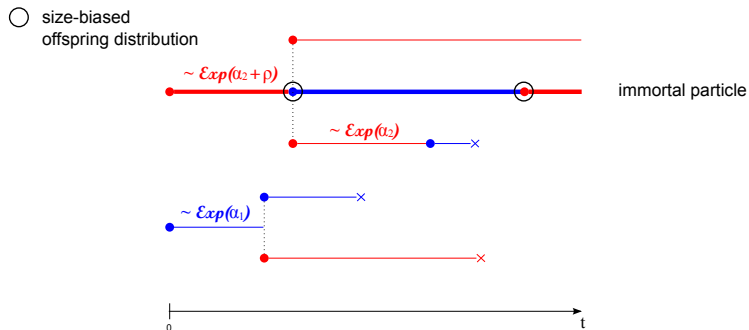 size-biased
offspring distribution
~ Exp(α₂+ρ)
immortal particle
~ Exp(α₂)
~ Exp(α₁)
0
t